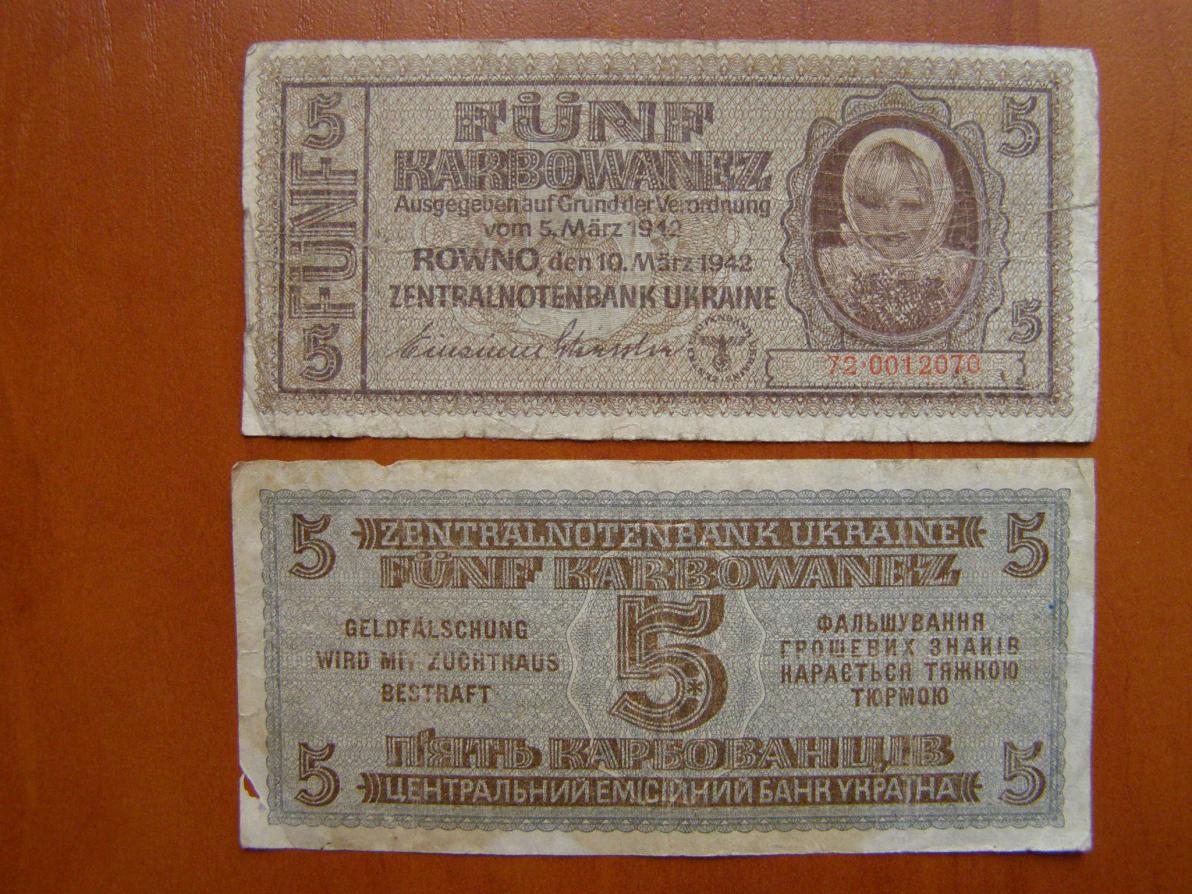 5
FÜNF
5
FÜNF
KARBOWANEZ
Ausgegeben auf Grund der Verordnung
vom 5. März 1942
ROWNO, den 10. März 1942
ZENTRALNOTENBANK UKRAINE
5
5
72·0012070
5 ZENTRALNOTENBANK UKRAINE 5
FÜNF KARBOWANEZ
GELDFÄLSCHUNG
WIRD MIT ZUCHTHAUS
BESTRAFT
5
ФАЛЬШУВАННЯ
ГРОШЕВИХ ЗНАКІВ
КАРАЄТЬСЯ ТЯЖКОЮ
ТЮРМОЮ
П'ЯТЬ КАРБОВАНЦІВ
5 ЦЕНТРАЛЬНИЙ ЕМІСІЙНИЙ БАНК УКРАЇНА 5